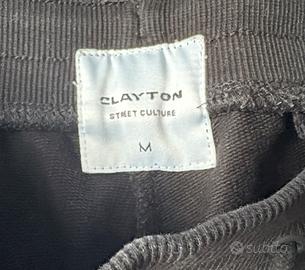 CLAYTON
STREET CULTURE
M
subito